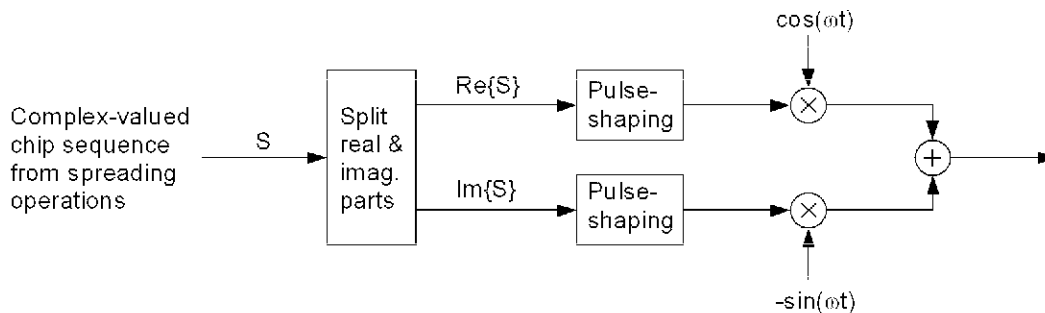 cos(ωt)
Complex-valued
chip sequence
from spreading
operations
S
Split
real &
imag.
parts
Re{S}
Pulse-
shaping
Im{S}
Pulse-
shaping
-sin(ωt)